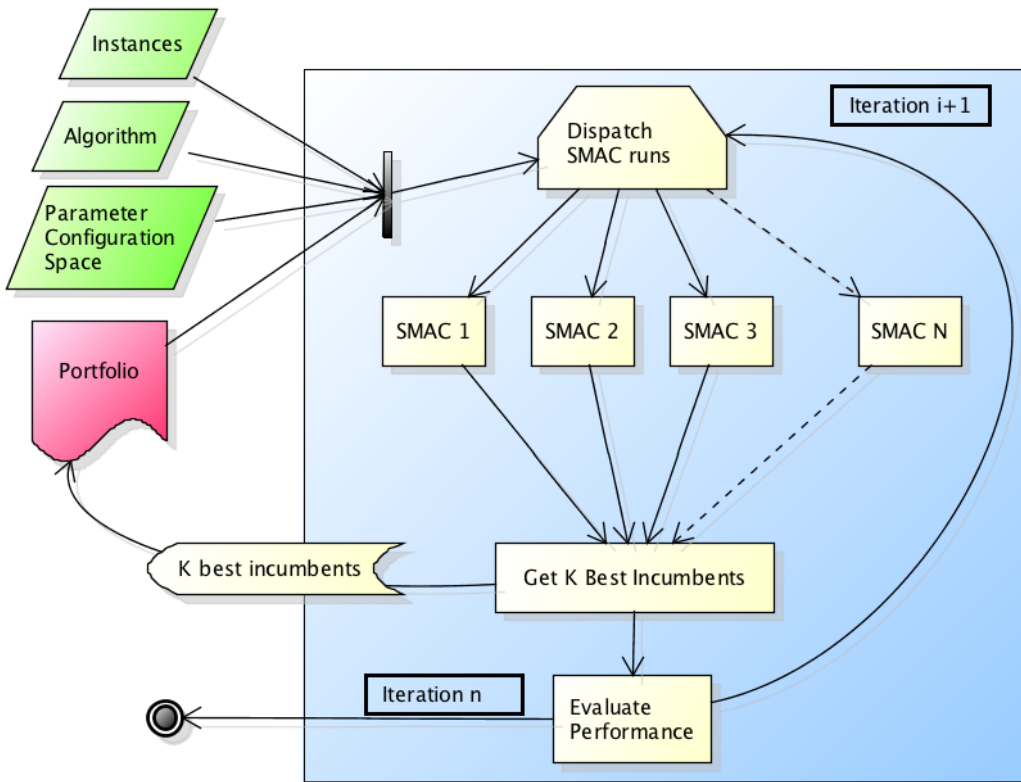 Instances
Iteration i+1
Algorithm
Dispatch
SMAC runs
Parameter
Configuration
Space
SMAC 1
SMAC 2
SMAC 3
SMAC N
Portfolio
K best incumbents
Get K Best Incumbents
Iteration n
Evaluate
Performance